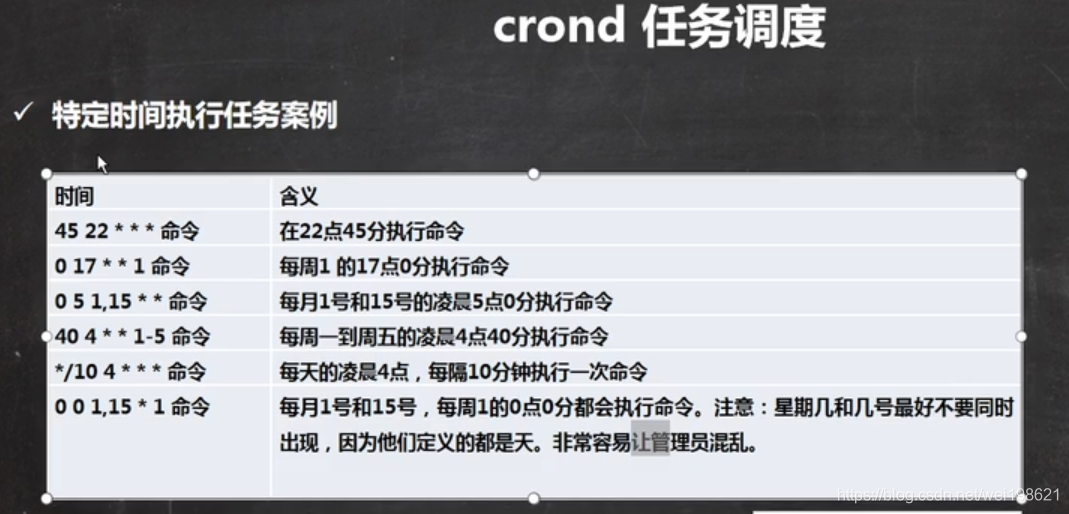 crond 任务调度
✓ 特定时间执行任务案例
时间 含义
45 22 * * * 命令 在22点45分执行命令
0 17 * * 1 命令 每周1 的17点0分执行命令
0 5 1,15 * * 命令 每月1号和15号的凌晨5点0分执行命令
40 4 * * 1-5 命令 每周一到周五的凌晨4点40分执行命令
*/10 4 * * * 命令 每天的凌晨4点，每隔10分钟执行一次命令
0 0 1,15 * 1 命令 每月1号和15号，每周1的0点0分都会执行命令。注意：星期几和几号最好不要同时
出现，因为他们定义的都是天。非常容易让管理员混乱。
https://blog.csdn.net/wei198621